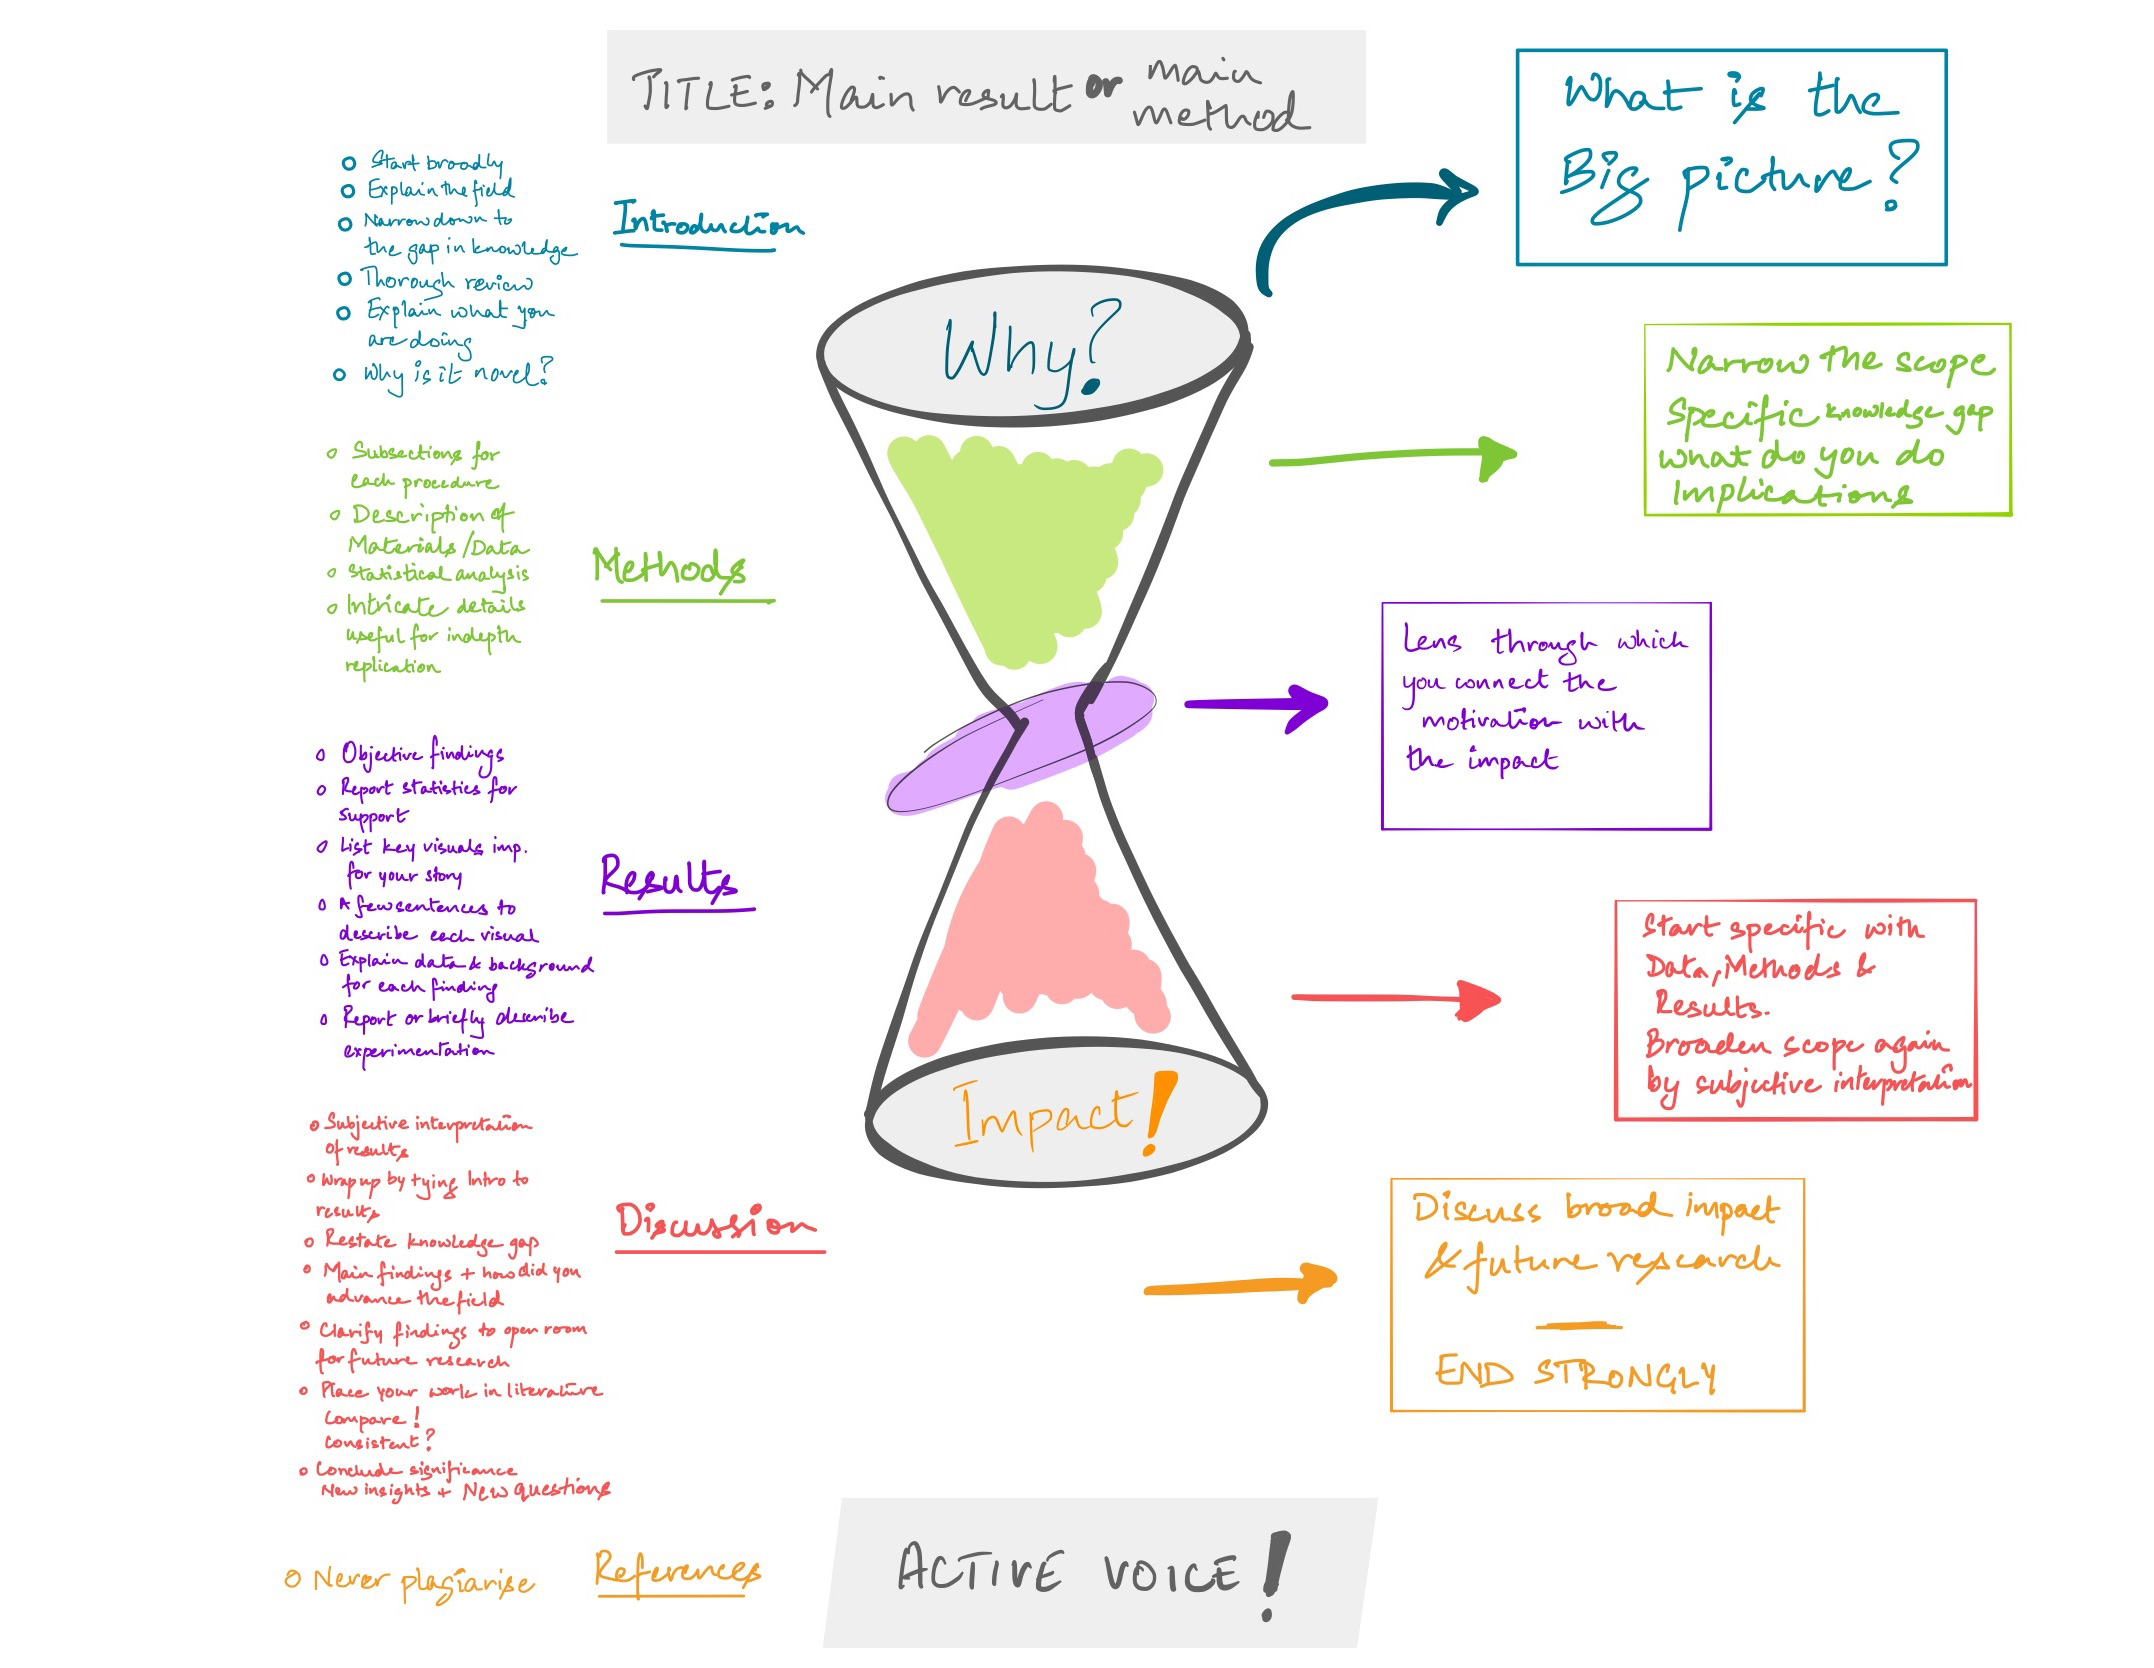 TITLE: Main result or main method
What is the
Big picture?
Start broadly
Explain the field
Narrow down to
the gap in knowledge
Thorough review
Explain what you
are doing
Why is it novel?
Introduction
Why?
Narrow the scope
Specific knowledge gap
what do you do
Implications
Subsections for
each procedure
Description of
Materials/Data
Statistical analysis
Intricate details
useful for indepth
replication
Methods
Lens through which
you connect the
motivation with
the impact
Objective findings
Report statistics for
support
List key visuals imp.
for your story
A few sentences to
describe each visual
Explain data & background
for each finding
Report or briefly describe
experimentation
Results
Start specific with
Data, Methods &
Results.
Broaden scope again
by subjective interpretation
Impact!
Subjective interpretation
of results
Wrap up by tying Intro to
results
Restate knowledge gap
Main findings + how did you
advance the field
Clarify findings to open room
for future research
Place your work in literature
Compare!
Consistent?
Conclude significance
New insights + New questions
Discussion
Discuss broad impact
& future research
END STRONGLY
Never plagiarise
References
ACTIVE VOICE!